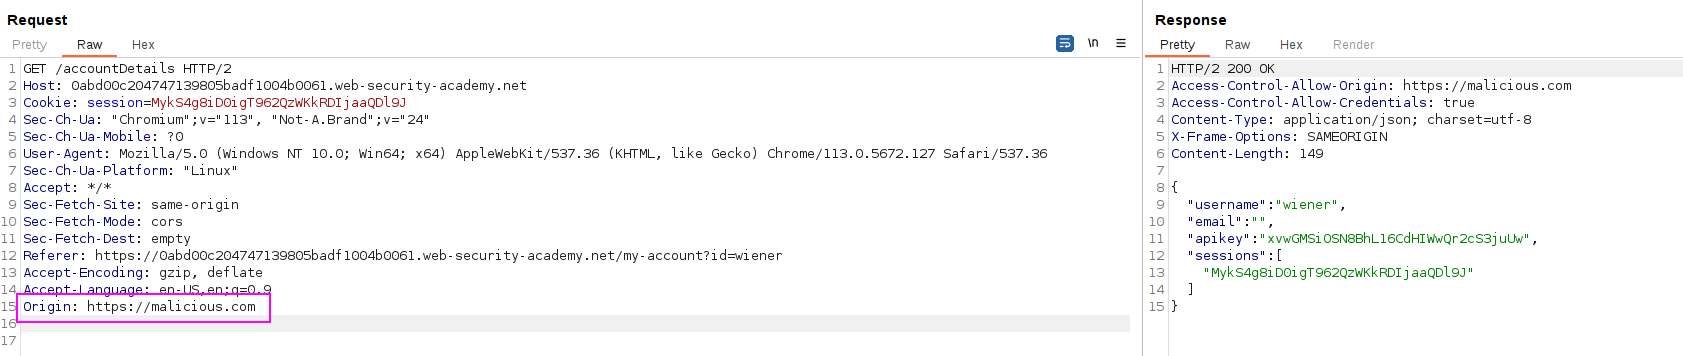 Request
Pretty Raw Hex
\n
1 GET /accountDetails HTTP/2
2 Host: 0abd00c204747139805badf1004b0061.web-security-academy.net
3 Cookie: session=MykS4g8iDOigT962QzWKkRDIjaaQDl9J
4 Sec-Ch-Ua: "Chromium";v="113", "Not-A.Brand";v="24"
5 Sec-Ch-Ua-Mobile: ?0
6 User-Agent: Mozilla/5.0 (Windows NT 10.0; Win64; x64) AppleWebKit/537.36 (KHTML, like Gecko) Chrome/113.0.5672.127 Safari/537.36
7 Sec-Ch-Ua-Platform: "Linux"
8 Accept: */*
9 Sec-Fetch-Site: same-origin
10 Sec-Fetch-Mode: cors
11 Sec-Fetch-Dest: empty
12 Referer: https://0abd00c204747139805badf1004b0061.web-security-academy.net/my-account?id=wiener
13 Accept-Encoding: gzip, deflate
14 Accept-Language: en-US,en;q=0.9
15 Origin: https://malicious.com
16
17
Response
Pretty Raw Hex Render
1 HTTP/2 200 OK
2 Access-Control-Allow-Origin: https://malicious.com
3 Access-Control-Allow-Credentials: true
4 Content-Type: application/json; charset=utf-8
5 X-Frame-Options: SAMEORIGIN
6 Content-Length: 149
7
8 {
9 "username":"wiener",
10 "email":"",
11 "apikey":"xvwGMSiOSN8BhL16CdHIWwQr2cS3juUw",
12 "sessions":[
13 "MykS4g8iDOigT962QzWKkRDIjaaQDl9J"
14 ]
15 }